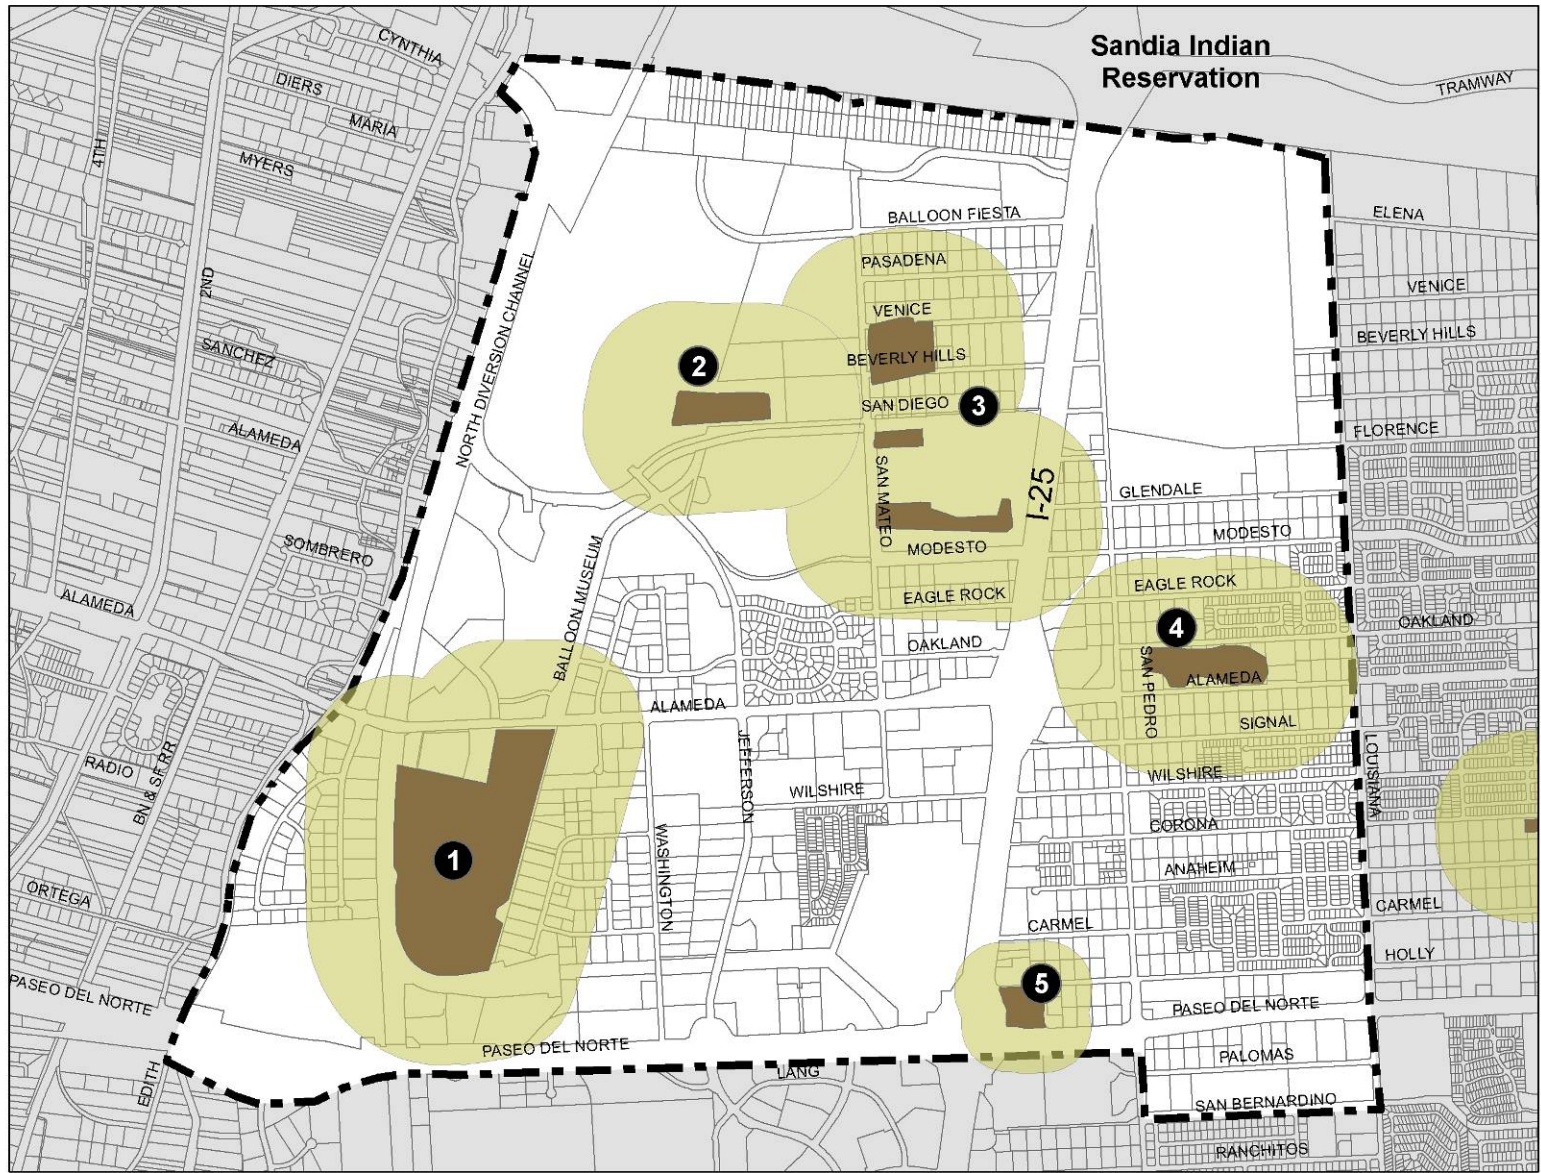 Sandia Indian
Reservation
TRAMWAY
CYNTHIA
DIERS
MARIA
MYERS
4TH
2ND
SANCHEZ
ALAMEDA
NORTH DIVERSION CHANNEL
BALLOON FIESTA
ELENA
PASADENA
VENICE
VENICE
BEVERLY HILLS
BEVERLY HILLS
2
SAN DIEGO
3
FLORENCE
SAN MATEO
I-25
GLENDALE
MODESTO
MODESTO
SOMBRERO
ALAMEDA
BALLOON MUSEUM
EAGLE ROCK
EAGLE ROCK
4
OAKLAND
OAKLAND
SAN PEDRO
ALAMEDA
ALAMEDA
SIGNAL
JEFFERSON
LOUISIANA
RADIO
BN & SF RR
WILSHIRE
WILSHIRE
CORONA
1
WASHINGTON
ANAHEIM
ORTEGA
CARMEL
CARMEL
HOLLY
5
PASEO DEL NORTE
PASEO DEL NORTE
PASEO DEL NORTE
PALOMAS
EDITH
LANG
SAN BERNARDINO
RANCHITOS